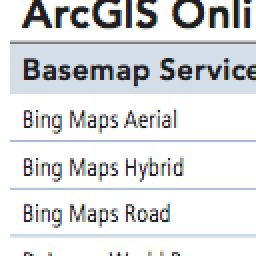 ArcGIS Onli
Basemap Service
Bing Maps Aerial
Bing Maps Hybrid
Bing Maps Road